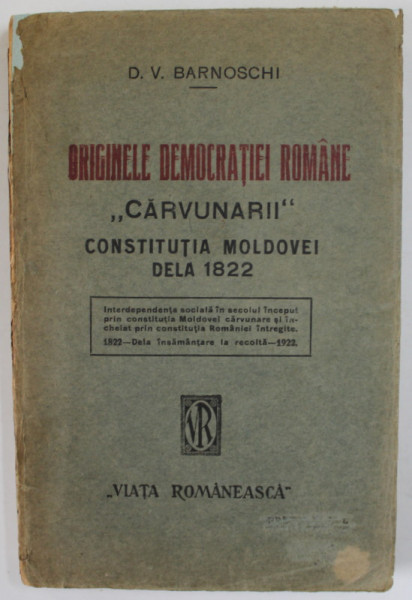 D. V. BARNOSCHI
ORIGINELE DEMOCRAȚIEI ROMÂNE
„CĂRVUNARII“
CONSTITUȚIA MOLDOVEI
DELA 1822
Interdependența socială în secolul început
prin constituția Moldovei cărvunare și în-
cheiat prin constituția României întregite.
1822—Dela însămânțare la recoltă—1922.
VR
„VIAȚA ROMÂNEASCĂ“